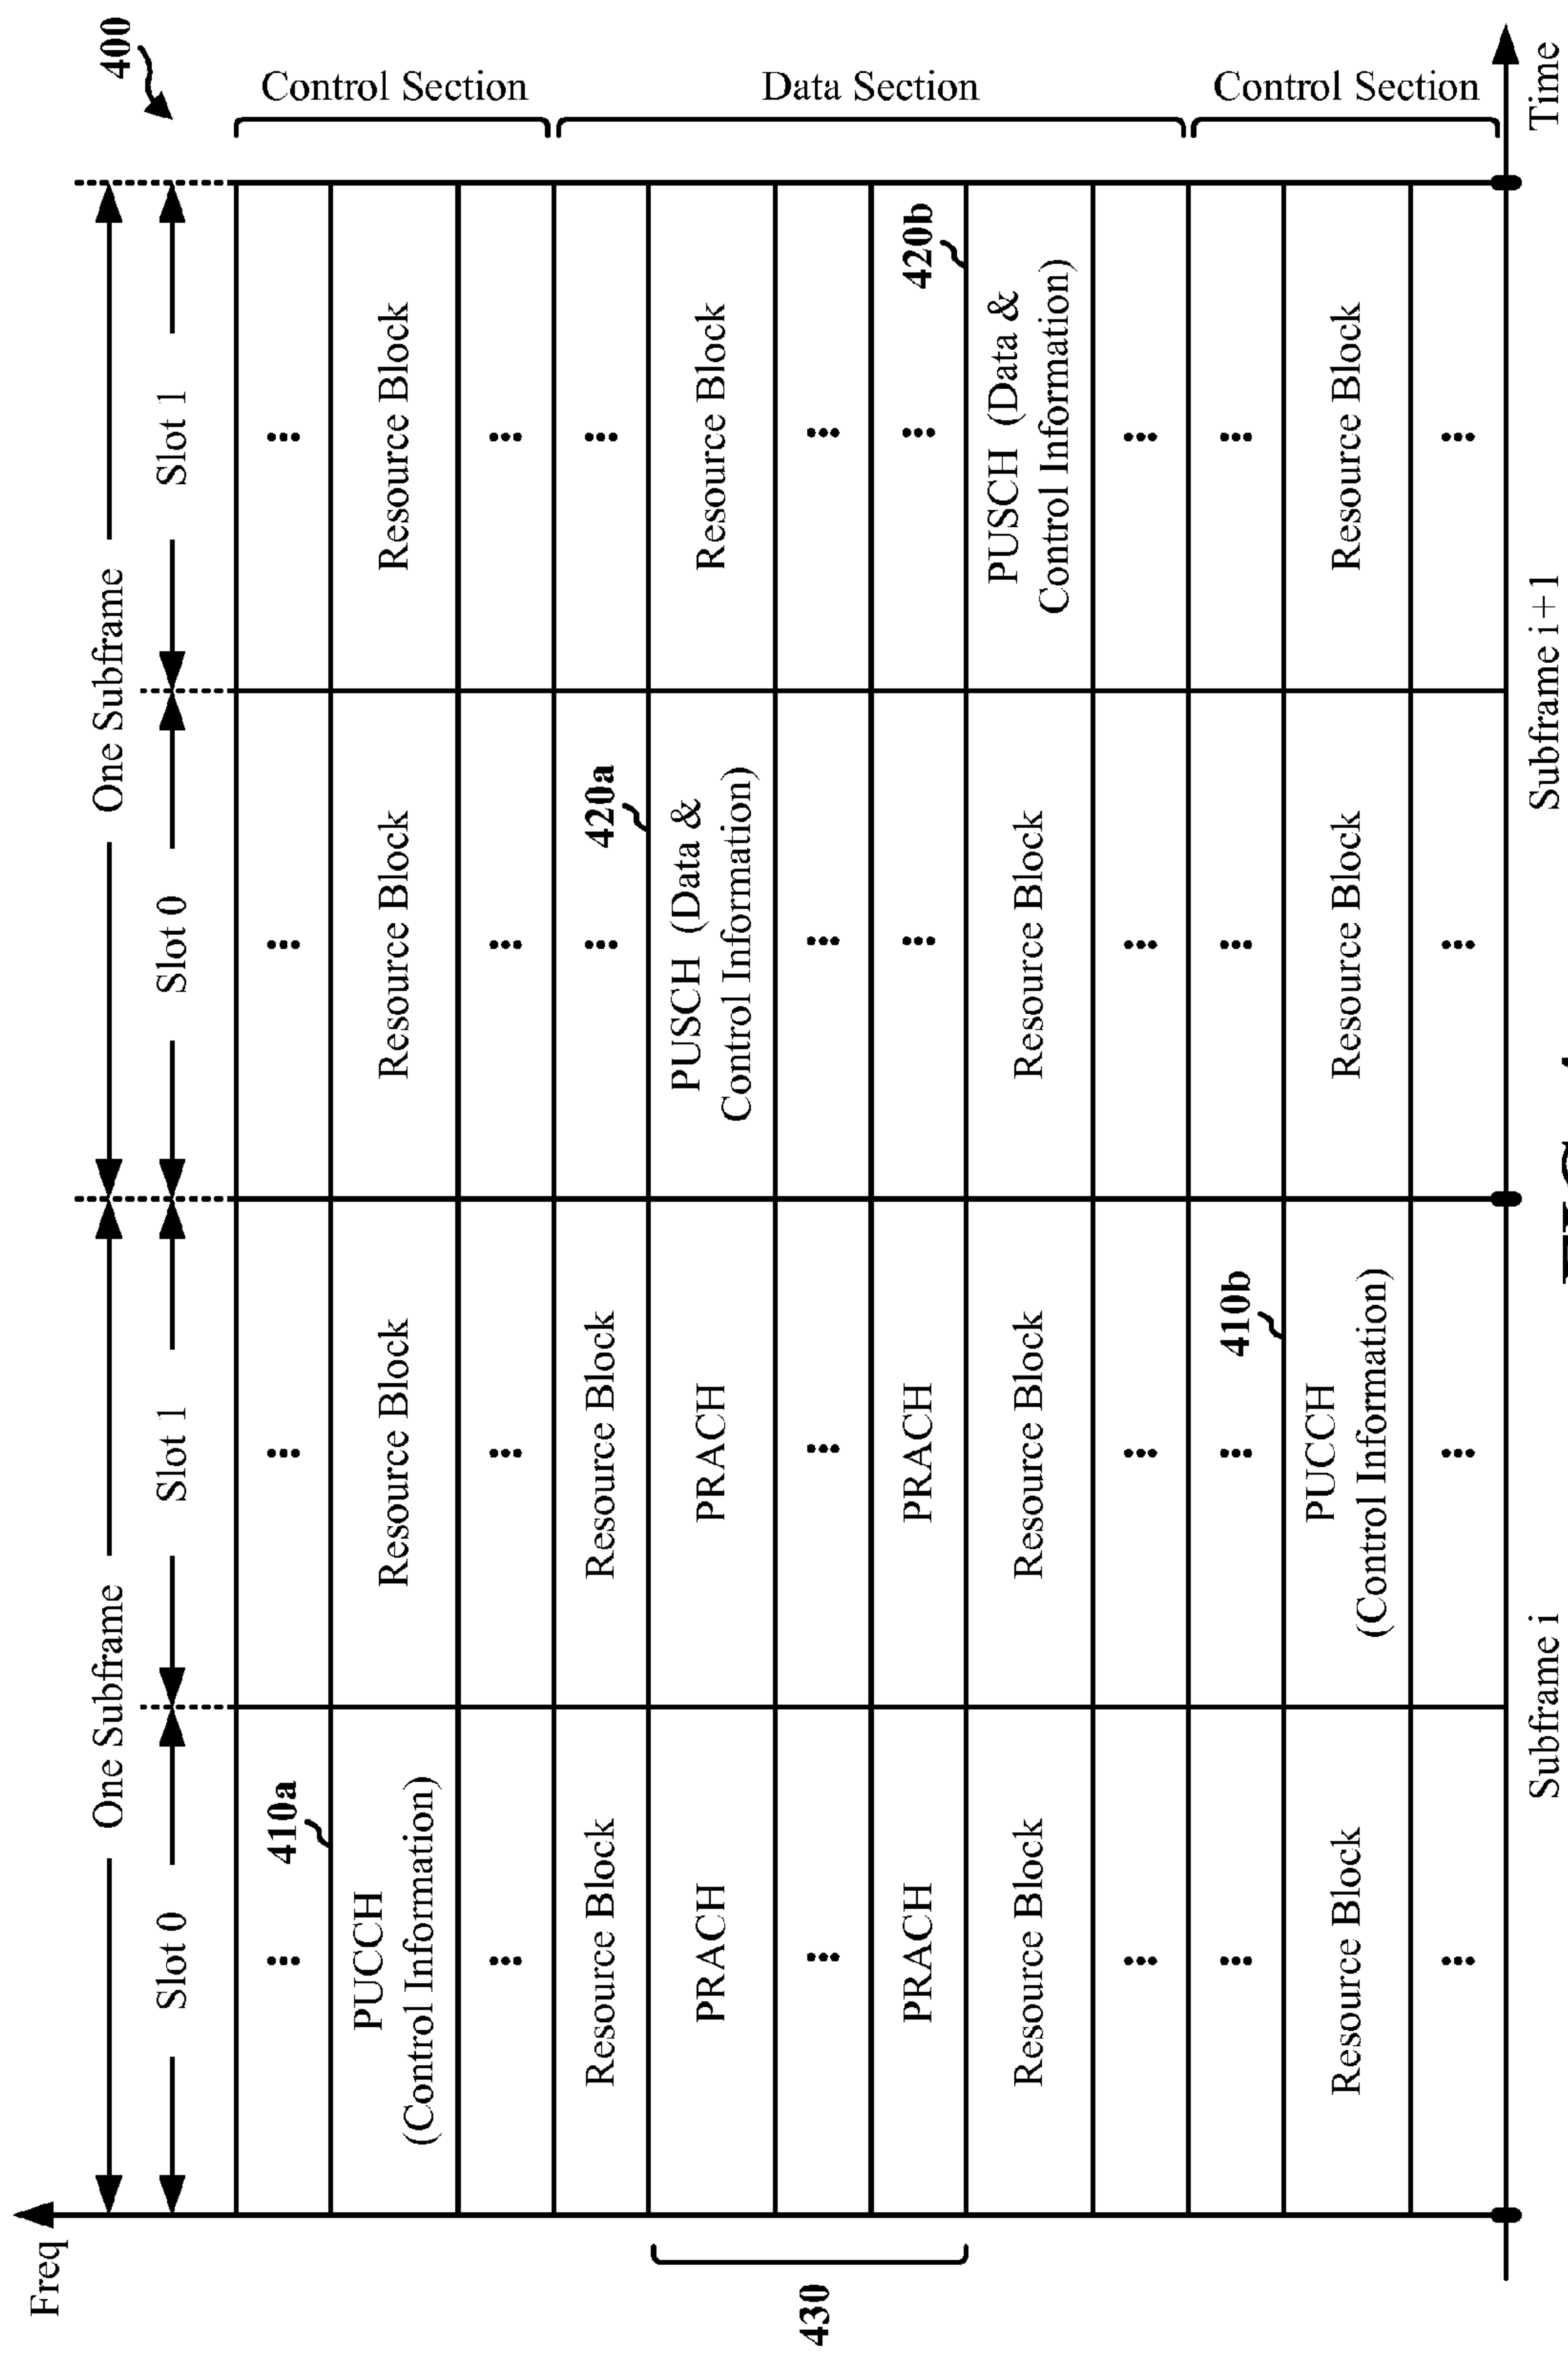 Freq
One Subframe
One Subframe
400
Slot 0
Slot 1
Slot 0
Slot 1
410a
PUCCH
(Control Information)
Resource Block
Resource Block
Resource Block
Control Section
Resource Block
Resource Block
420a
PRACH
PRACH
PUSCH (Data &
Control Information)
Resource Block
430
Data Section
PRACH
PRACH
420b
Resource Block
Resource Block
Resource Block
PUSCH (Data &
Control Information)
410b
Resource Block
PUCCH
(Control Information)
Resource Block
Resource Block
Control Section
Subframe i
Subframe i+1
Time